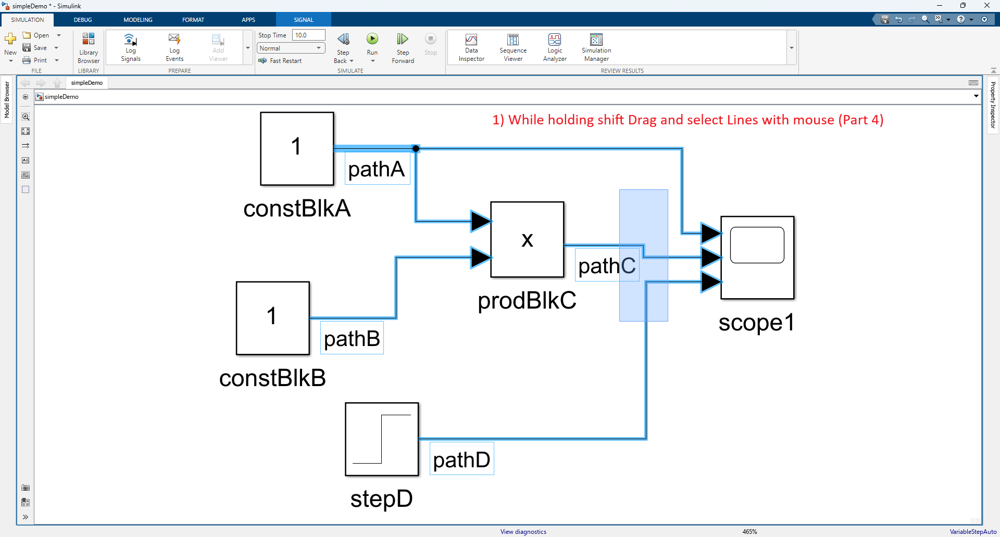 simpleDemo * - Simulink
SIMULATION DEBUG MODELING FORMAT APPS SIGNAL
New
Open
Save
Print
FILE
Library Browser
LIBRARY
Log Signals
Log Events
Add Viewer
PREPARE
Stop Time 10.0
Normal
Fast Restart
Step Back
Run
Step Forward
Stop
SIMULATE
Data Inspector
Sequence Viewer
Logic Analyzer
Simulation Manager
REVIEW RESULTS
Model Browser
simpleDemo
simpleDemo
Property Inspector
1) While holding shift Drag and select Lines with mouse (Part 4)
1
pathA
constBlkA
x
pathC
prodBlkC
scope1
1
pathB
constBlkB
pathD
stepD
View diagnostics 465% VariableStepAuto